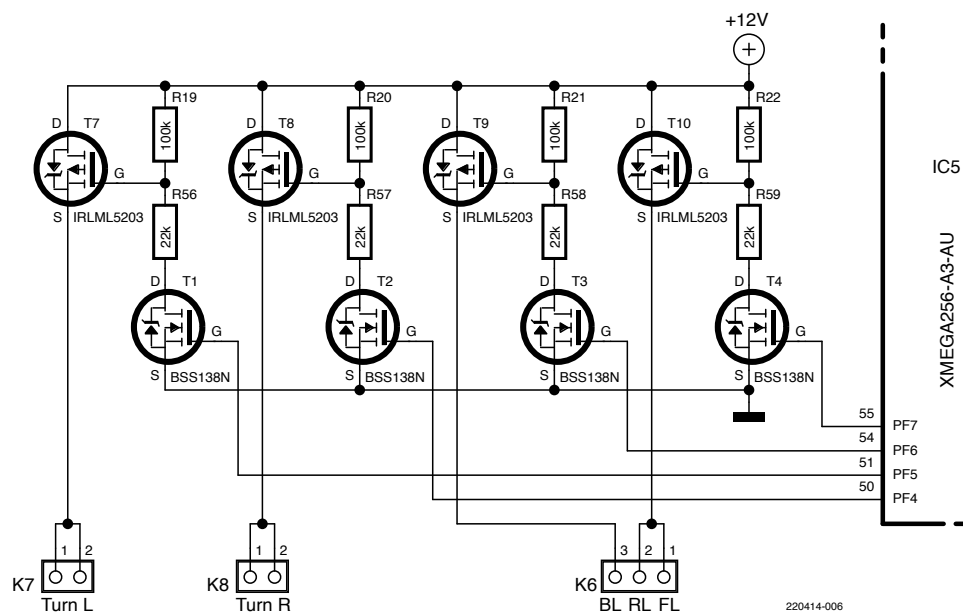 +12V
R19
R20
R21
R22
D
T7
100k
D
T8
100k
D
T9
100k
D
T10
100k
IC5
G
G
G
G
R56
R57
R58
R59
S
IRLML5203
S
IRLML5203
S
IRLML5203
S
IRLML5203
22k
22k
22k
22k
XMEGA256-A3-AU
D
T1
D
T2
D
T3
D
T4
G
G
G
G
S
BSS138N
S
BSS138N
S
BSS138N
S
BSS138N
55
PF7
54
PF6
51
PF5
50
PF4
1 2
1 2
3 2 1
K7
K8
K6
Turn L
Turn R
BL RL FL
220414-006